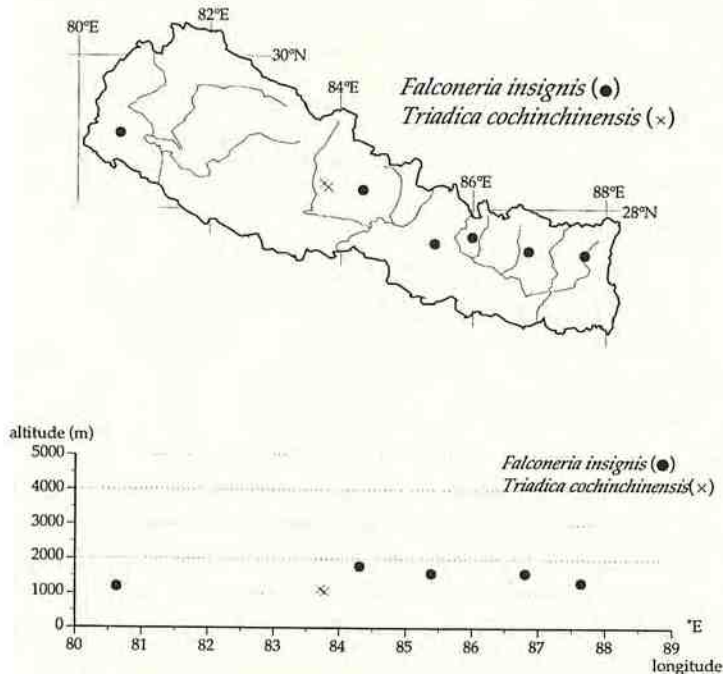 82°E
80°E
30°N
84°E
Falconeria insignis (●)
Triadica cochinchinensis (×)
86°E
88°E
28°N
altitude (m)
5000
Falconeria insignis (●)
4000
Triadica cochinchinensis(×)
3000
2000
1000
0
°E
80 81 82 83 84 85 86 87 88 89
longitude